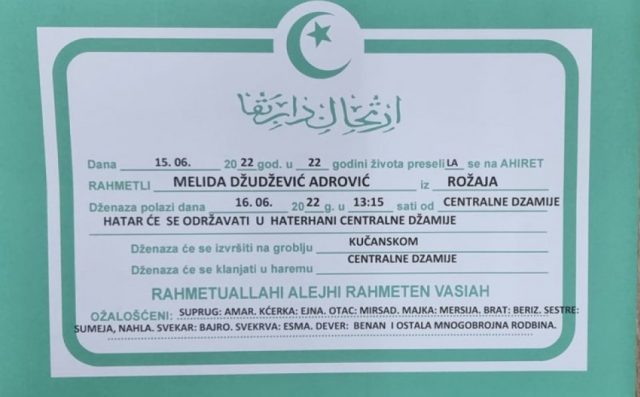 ارتحال دار بقا
Dana 15. 06. 2022 god. u 22 godini života preseliLA se na AHIRET
RAHMETLI MELIDA DŽUDŽEVIĆ ADROVIĆ iz ROŽAJA
Dženaza polazi dana 16. 06. 2022 g. u 13:15 sati od CENTRALNE DZAMIJE
HATAR ĆE SE ODRŽAVATI U HATERHANI CENTRALNE DŽAMIJE
Dženaza će se izvršiti na groblju KUČANSKOM
Dženaza će se klanjati u haremu CENTRALNE DZAMIJE
RAHMETUALLAHI ALEJHI RAHMETEN VASIAH
OŽALOŠĆENI: SUPRUG: AMAR. KĆERKA: EJNA. OTAC: MIRSAD. MAJKA: MERSIJA. BRAT: BERIZ. SESTRE:
SUMEJA, NAHLA. SVEKAR: BAJRO. SVEKRVA: ESMA. DEVER: BENAN I OSTALA MNOGOBROJNA RODBINA.